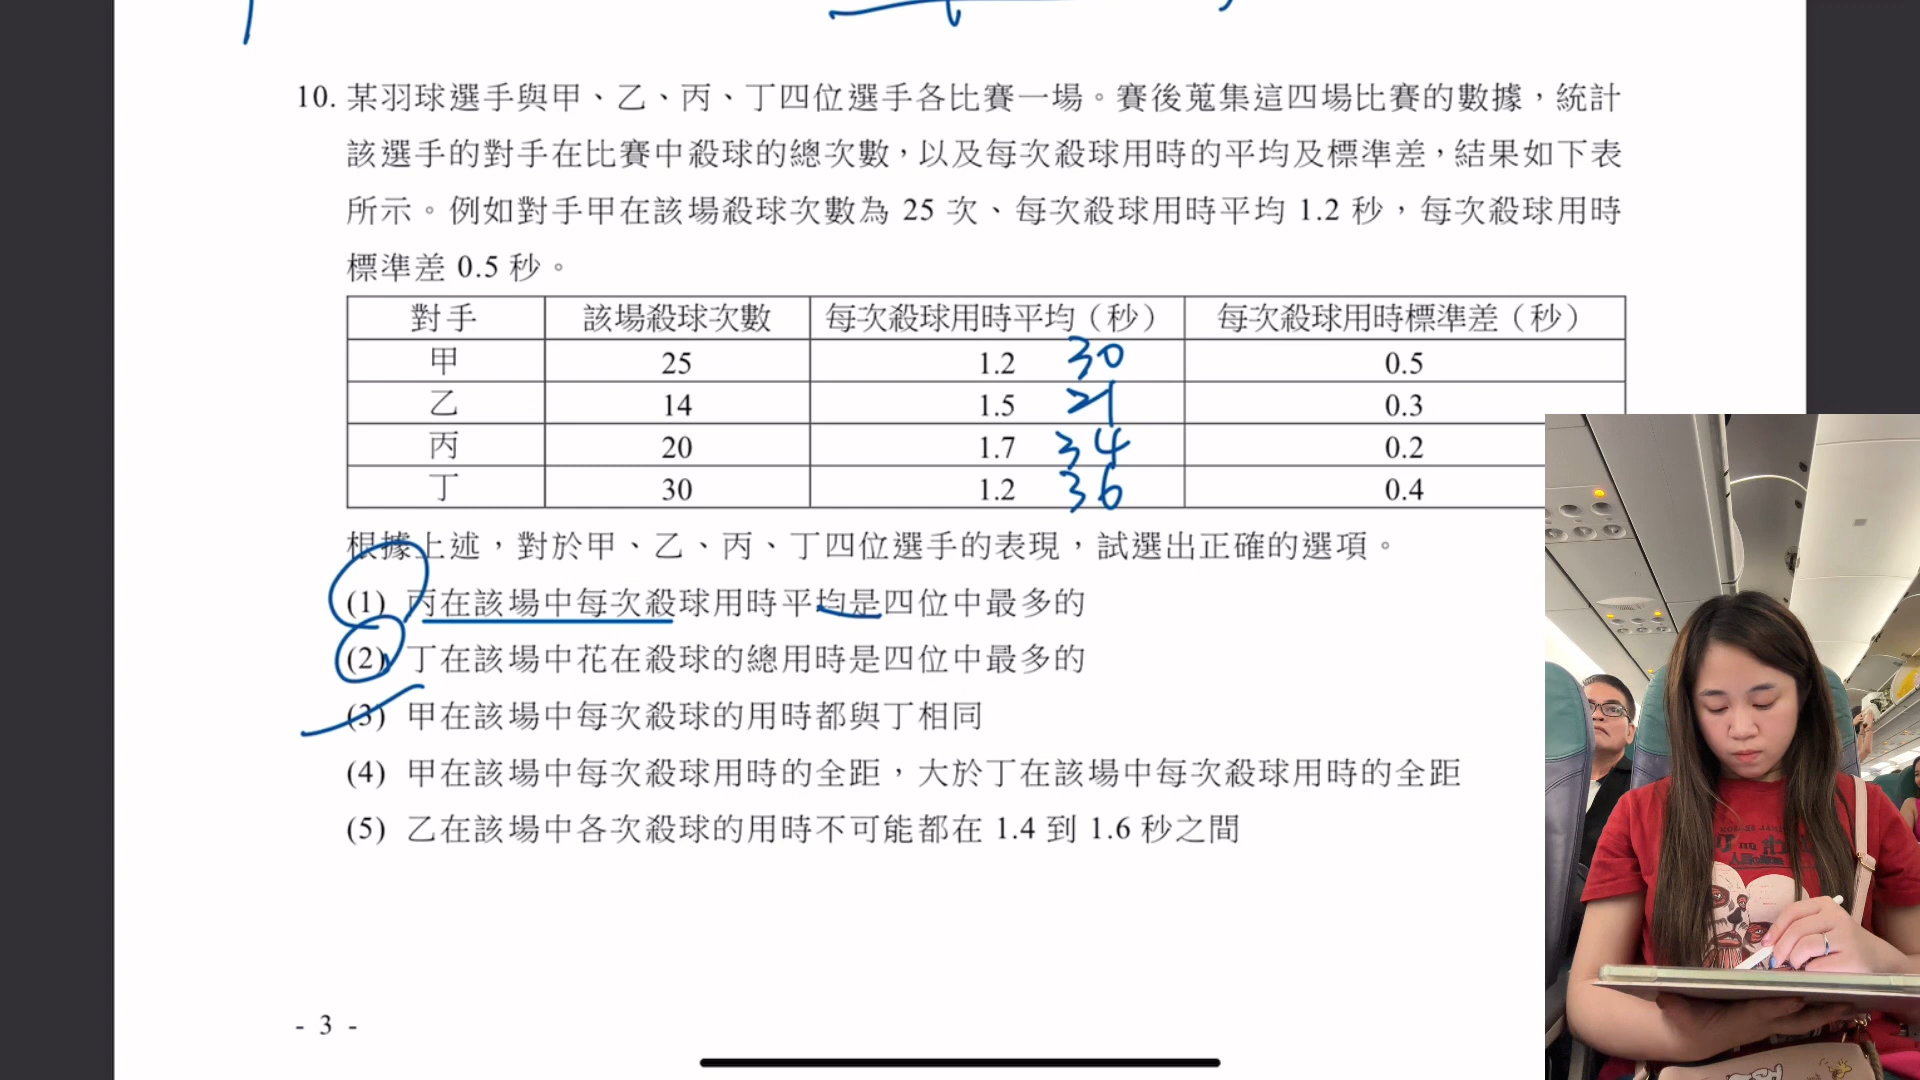 10. 某羽球選手與甲、乙、丙、丁四位選手各比賽一場。賽後蒐集這四場比賽的數據，統計
該選手的對手在比賽中殺球的總次數，以及每次殺球用時的平均及標準差，結果如下表
所示。例如對手甲在該場殺球次數為 25 次、每次殺球用時平均 1.2 秒，每次殺球用時
標準差 0.5 秒。
對手 該場殺球次數 每次殺球用時平均（秒） 每次殺球用時標準差（秒）
甲 25 1.2 30 0.5
乙 14 1.5 21 0.3
丙 20 1.7 34 0.2
丁 30 1.2 36 0.4
根據上述，對於甲、乙、丙、丁四位選手的表現，試選出正確的選項。
(1) 丙在該場中每次殺球用時平均是四位中最多的
(2) 丁在該場中花在殺球的總用時是四位中最多的
(3) 甲在該場中每次殺球的用時都與丁相同
(4) 甲在該場中每次殺球用時的全距，大於丁在該場中每次殺球用時的全距
(5) 乙在該場中各次殺球的用時不可能都在 1.4 到 1.6 秒之間
- 3 -